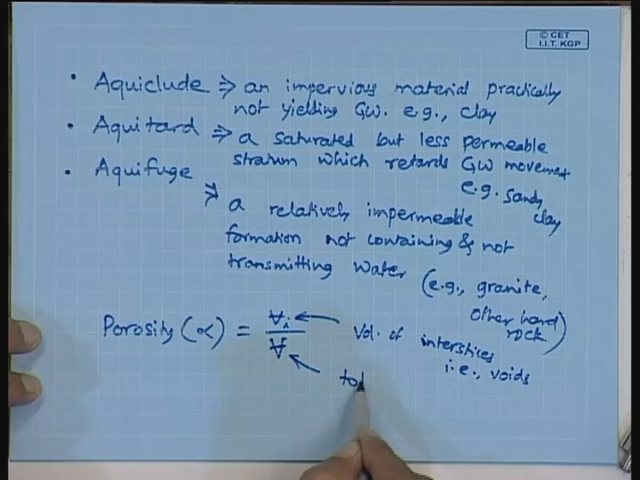 © CET
I.I.T. KGP
• Aquiclude ⇒ an impervious material practically
not yielding GW. e.g., clay
• Aquitard ⇒ a saturated but less permeable
stratum which retards GW movement
e.g. sandy clay
• Aquifuge
⇒ a relatively impermeable
formation not containing & not
transmitting water (e.g., granite,
other hard rock)
Porosity (∝) = V̶i / V̶
Vol. of interstices
i.e., voids
tot